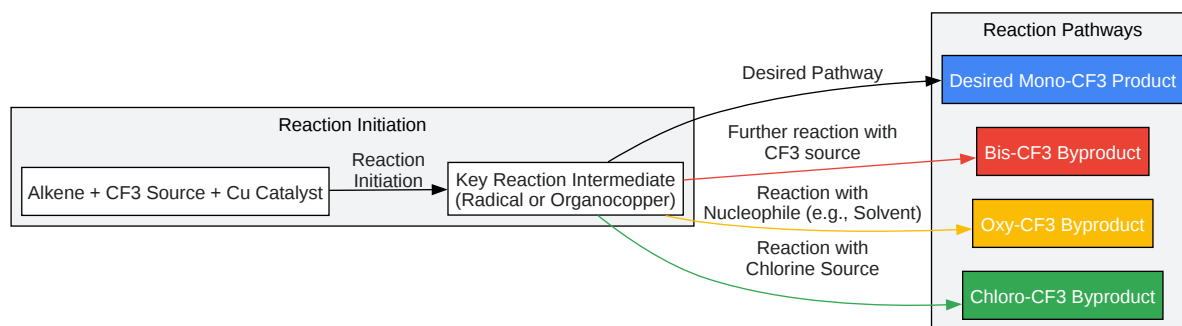 Reaction Pathways
Desired Pathway
Desired Mono-CF3 Product
Reaction Initiation
Further reaction with
CF3 source
Bis-CF3 Byproduct
Reaction
Initiation
Alkene + CF3 Source + Cu Catalyst
Key Reaction Intermediate
(Radical or Organocopper)
Reaction with
Nucleophile (e.g., Solvent)
Oxy-CF3 Byproduct
Reaction with
Chlorine Source
Chloro-CF3 Byproduct